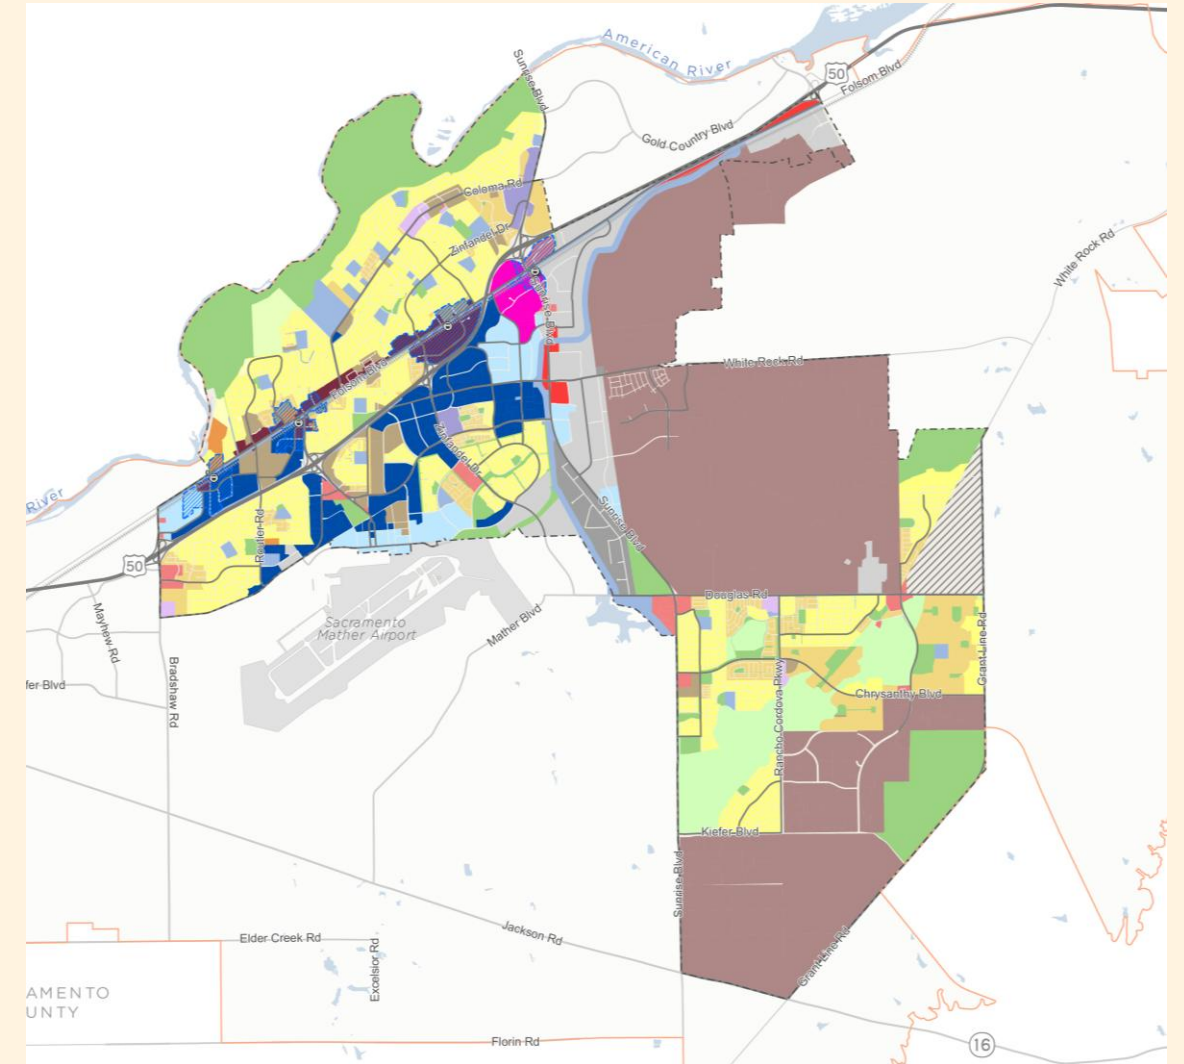 American River
Sunrise Blvd
50
Folsom Blvd
Gold Country Blvd
Coloma Rd
Zinfandel Dr
White Rock Rd
Sunrise Blvd
Folsom Blvd
White Rock Rd
Zinfandel Dr
River
Routier Rd
Sunrise Blvd
50
Douglas Rd
Mayhew Rd
Sacramento
Mather Airport
Mather Blvd
Grant Line Rd
fer Blvd
Bradshaw Rd
Rancho Cordova Pkwy
Chrysanthy Blvd
Kiefer Blvd
Sunrise Blvd
Jackson Rd
Elder Creek Rd
Excelsior Rd
Grant Line Rd
AMENTO
UNTY
Florin Rd
16